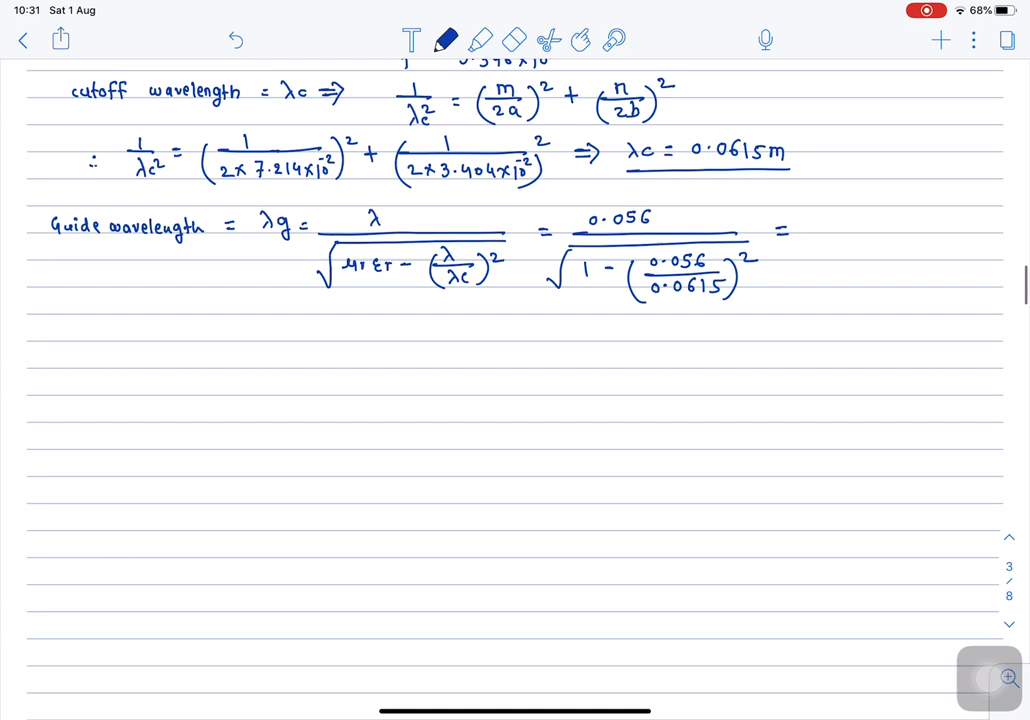 10:31 Sat 1 Aug 68%
T
cutoff wavelength = λc ⇒ 1/λc² = (m/2a)² + (n/2b)²
∴ 1/λc² = (1/(2×7.214×10⁻²))² + (1/(2×3.404×10⁻²))² ⇒ λc = 0.0615m
Guide wavelength = λg = λ/√(μr εr − (λ/λc)²) = 0.056/√(1 − (0.056/0.0615)²) =
3
/
8